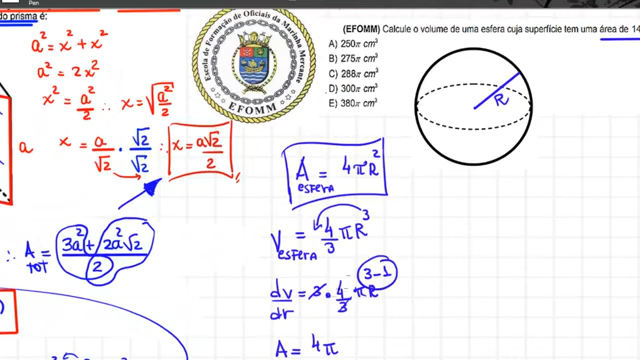 Pen
do prisma é:
a² = x² + x²
a² = 2x²
x² = a²/2 ∴ x = √a²/2
a
x = a/√2 · √2/√2 ∴ x = a√2/2
∴ A TOT = 3a² + 2a²√2 / 2
Escola de Formação de Oficiais da Marinha Mercante
EFOMM
(EFOMM) Calcule o volume de uma esfera cuja superfície tem uma área de 14
A) 250π cm³
B) 275π cm³
C) 288π cm³
D) 300π cm³
E) 380π cm³
R
A ESFERA = 4πR²
V ESFERA = 4/3 πR³
dv/dr = 3 · 4/3 πR 3-1
A = 4π